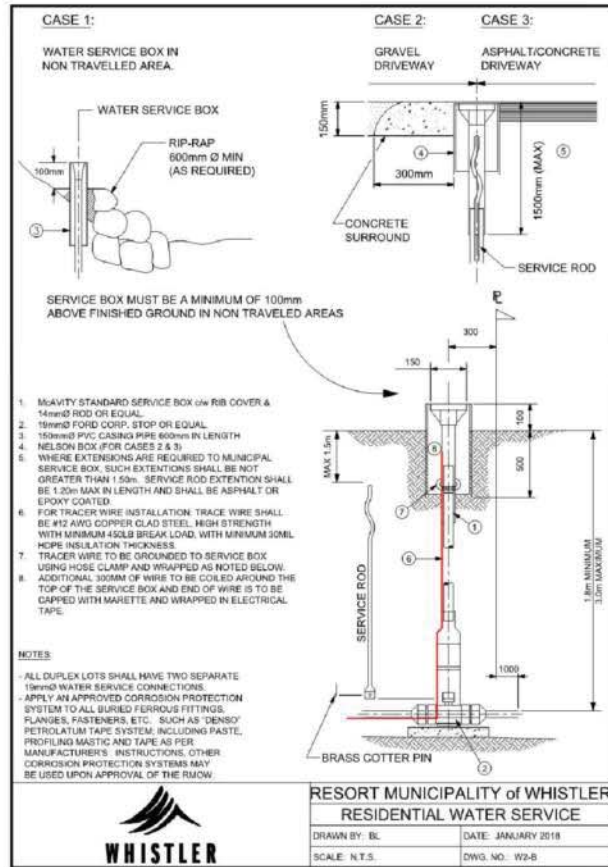 CASE 1:
WATER SERVICE BOX IN
NON TRAVELLED AREA.
WATER SERVICE BOX
RIP-RAP
600mm Ø MIN
(AS REQUIRED)
100mm
3
CASE 2:
GRAVEL
DRIVEWAY
CASE 3:
ASPHALT/CONCRETE
DRIVEWAY
150mm
4
300mm
CONCRETE
SURROUND
1500mm (MAX)
5
SERVICE ROD
SERVICE BOX MUST BE A MINIMUM OF 100mm
ABOVE FINISHED GROUND IN NON TRAVELED AREAS
PL
300
150
100
500
MAX 1.5m
8
7
1
6
SERVICE ROD
1.8m MINIMUM
3.0m MAXIMUM
1000
BRASS COTTER PIN
2
1. McAVITY STANDARD SERVICE BOX c/w RIB COVER &
14mmØ ROD OR EQUAL.
2. 19mmØ FORD CORP. STOP OR EQUAL
3. 150mmØ PVC CASING PIPE 600mm IN LENGTH
4. NELSON BOX (FOR CASES 2 & 3)
5. WHERE EXTENSIONS ARE REQUIRED TO MUNICIPAL
SERVICE BOX, SUCH EXTENTIONS SHALL BE NOT
GREATER THAN 1.50m. SERVICE ROD EXTENTION SHALL
BE 1.20m MAX IN LENGTH AND SHALL BE ASPHALT OR
EPOXY COATED.
6. FOR TRACER WIRE INSTALLATION: TRACE WIRE SHALL
BE #12 AWG COPPER CLAD STEEL, HIGH STRENGTH
WITH MINIMUM 450LB BREAK LOAD, WITH MINIMUM 30MIL
HDPE INSULATION THICKNESS.
7. TRACER WIRE TO BE GROUNDED TO SERVICE BOX
USING HOSE CLAMP AND WRAPPED AS NOTED BELOW.
8. ADDITIONAL 300MM OF WIRE TO BE COILED AROUND THE
TOP OF THE SERVICE BOX AND END OF WIRE IS TO BE
CAPPED WITH MARETTE AND WRAPPED IN ELECTRICAL
TAPE.
NOTES:
- ALL DUPLEX LOTS SHALL HAVE TWO SEPARATE
19mmØ WATER SERVICE CONNECTIONS.
- APPLY AN APPROVED CORROSION PROTECTION
SYSTEM TO ALL BURIED FERROUS FITTINGS,
FLANGES, FASTENERS, ETC. SUCH AS "DENSO"
PETROLATUM TAPE SYSTEM; INCLUDING PASTE,
PROFILING MASTIC AND TAPE AS PER
MANUFACTURER'S INSTRUCTIONS. OTHER
CORROSION PROTECTION SYSTEMS MAY
BE USED UPON APPROVAL OF THE RMOW.
WHISTLER
RESORT MUNICIPALITY of WHISTLER
RESIDENTIAL WATER SERVICE
DRAWN BY: BL
DATE: JANUARY 2018
SCALE: N.T.S.
DWG. NO.: W2-B